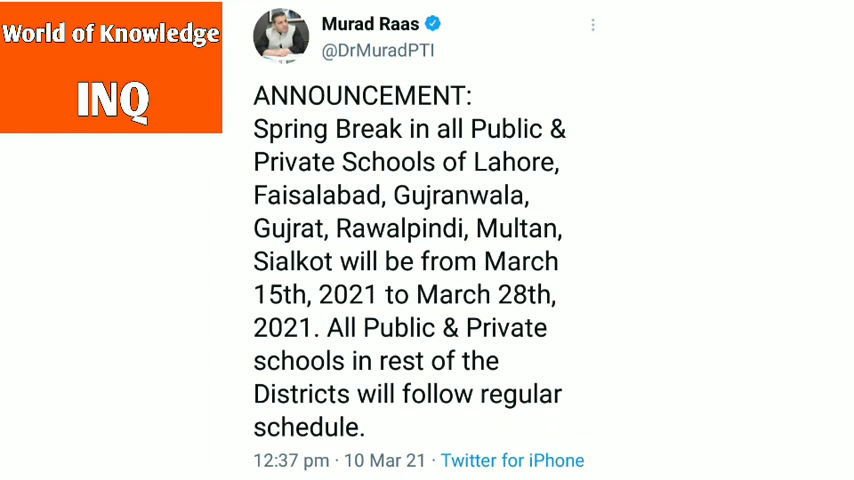 World of Knowledge
INQ
Murad Raas
@DrMuradPTI
ANNOUNCEMENT:
Spring Break in all Public &
Private Schools of Lahore,
Faisalabad, Gujranwala,
Gujrat, Rawalpindi, Multan,
Sialkot will be from March
15th, 2021 to March 28th,
2021. All Public & Private
schools in rest of the
Districts will follow regular
schedule.
12:37 pm · 10 Mar 21 · Twitter for iPhone